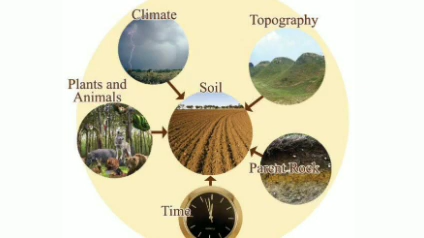 Climate
Topography
Plants and
Animals
Soil
Parent Rock
Time